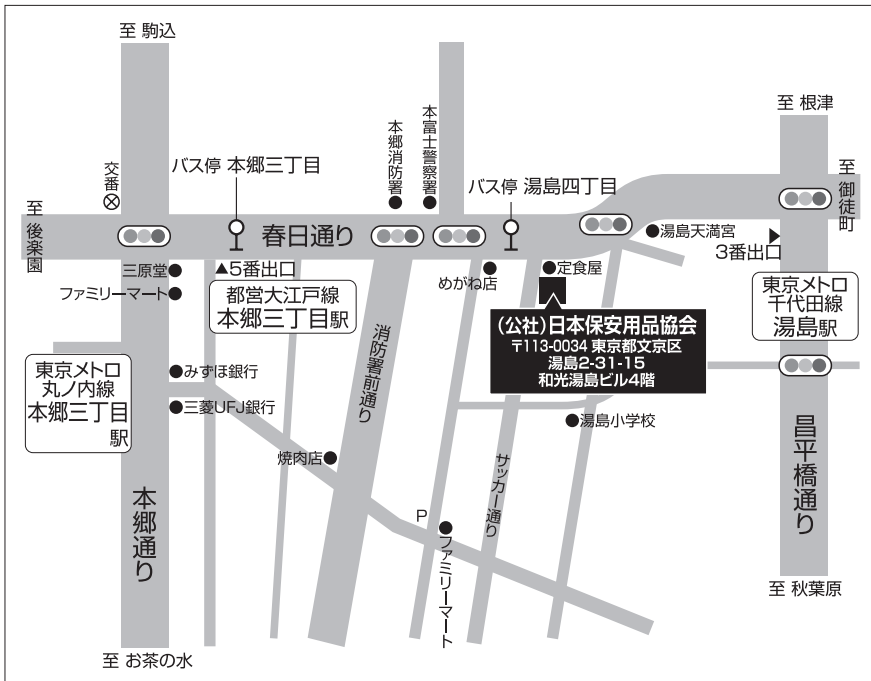 至 駒込
至 根津
本郷消防署
本富士警察署
交番
バス停 本郷三丁目
バス停 湯島四丁目
至 御徒町
至 後楽園
春日通り
湯島天満宮
3番出口
三原堂
▲5番出口
めがね店
定食屋
ファミリーマート
都営大江戸線
本郷三丁目駅
東京メトロ
千代田線
湯島駅
(公社)日本保安用品協会
〒113-0034 東京都文京区
湯島2-31-15
和光湯島ビル4階
消防署前通り
東京メトロ
丸ノ内線
本郷三丁目
駅
みずほ銀行
三菱UFJ銀行
湯島小学校
昌平橋通り
焼肉店
サッカー通り
本郷通り
P
ファミリーマート
至 秋葉原
至 お茶の水